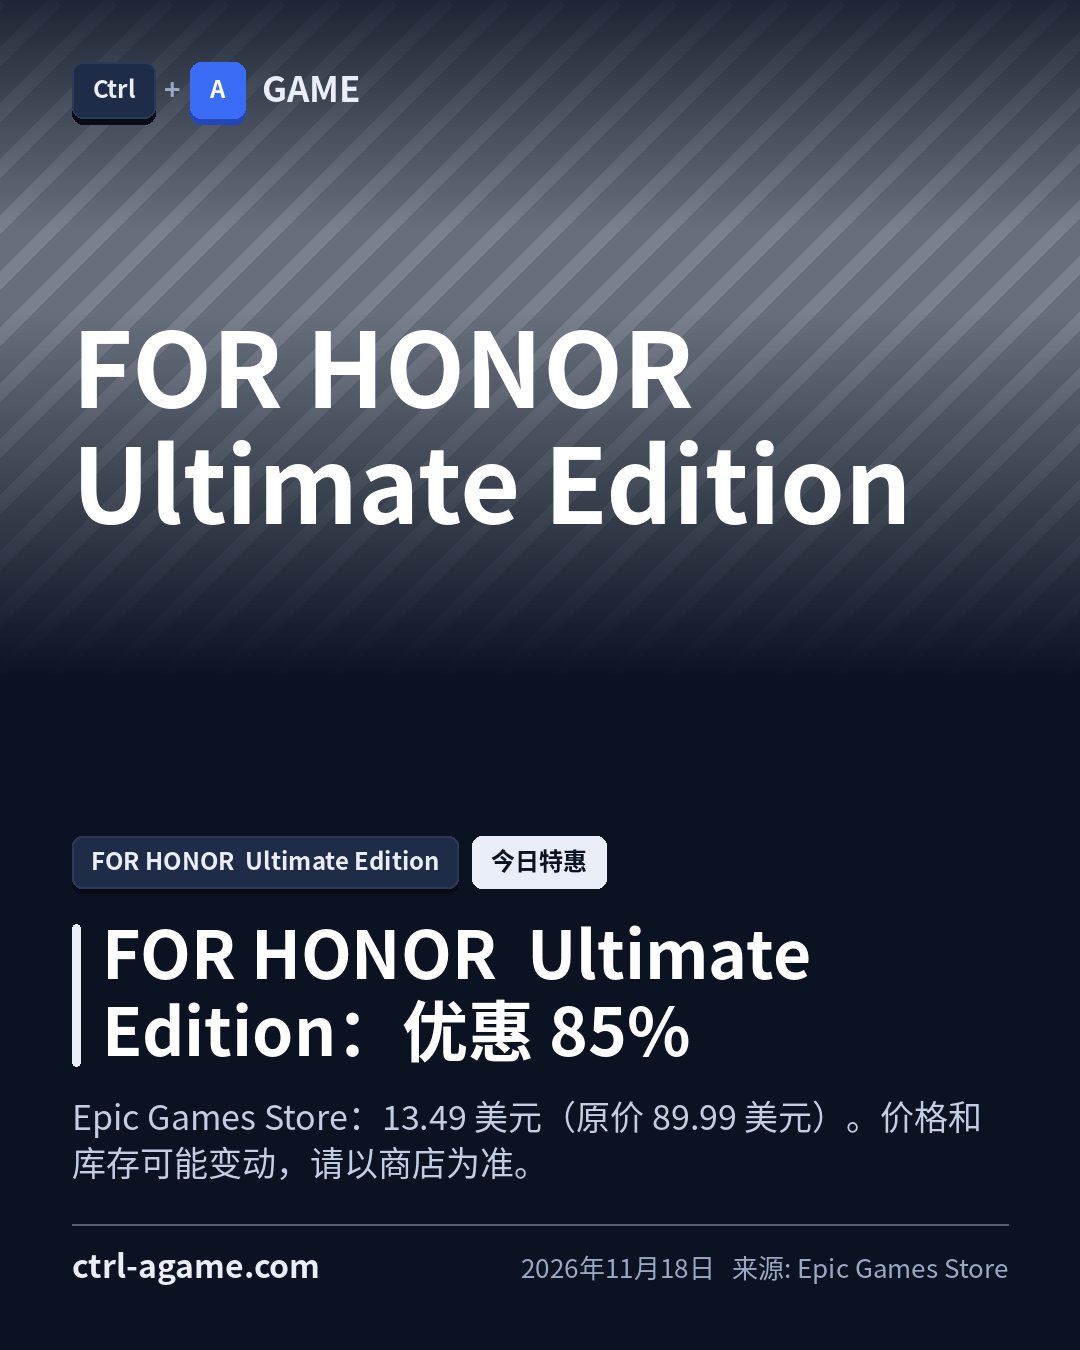 Ctrl + A GAME
FOR HONOR
Ultimate Edition
FOR HONOR  Ultimate Edition
今日特惠
FOR HONOR  Ultimate
Edition：优惠 85%
Epic Games Store：13.49 美元（原价 89.99 美元）。价格和
库存可能变动，请以商店为准。
ctrl-agame.com
2026年11月18日  来源: Epic Games Store